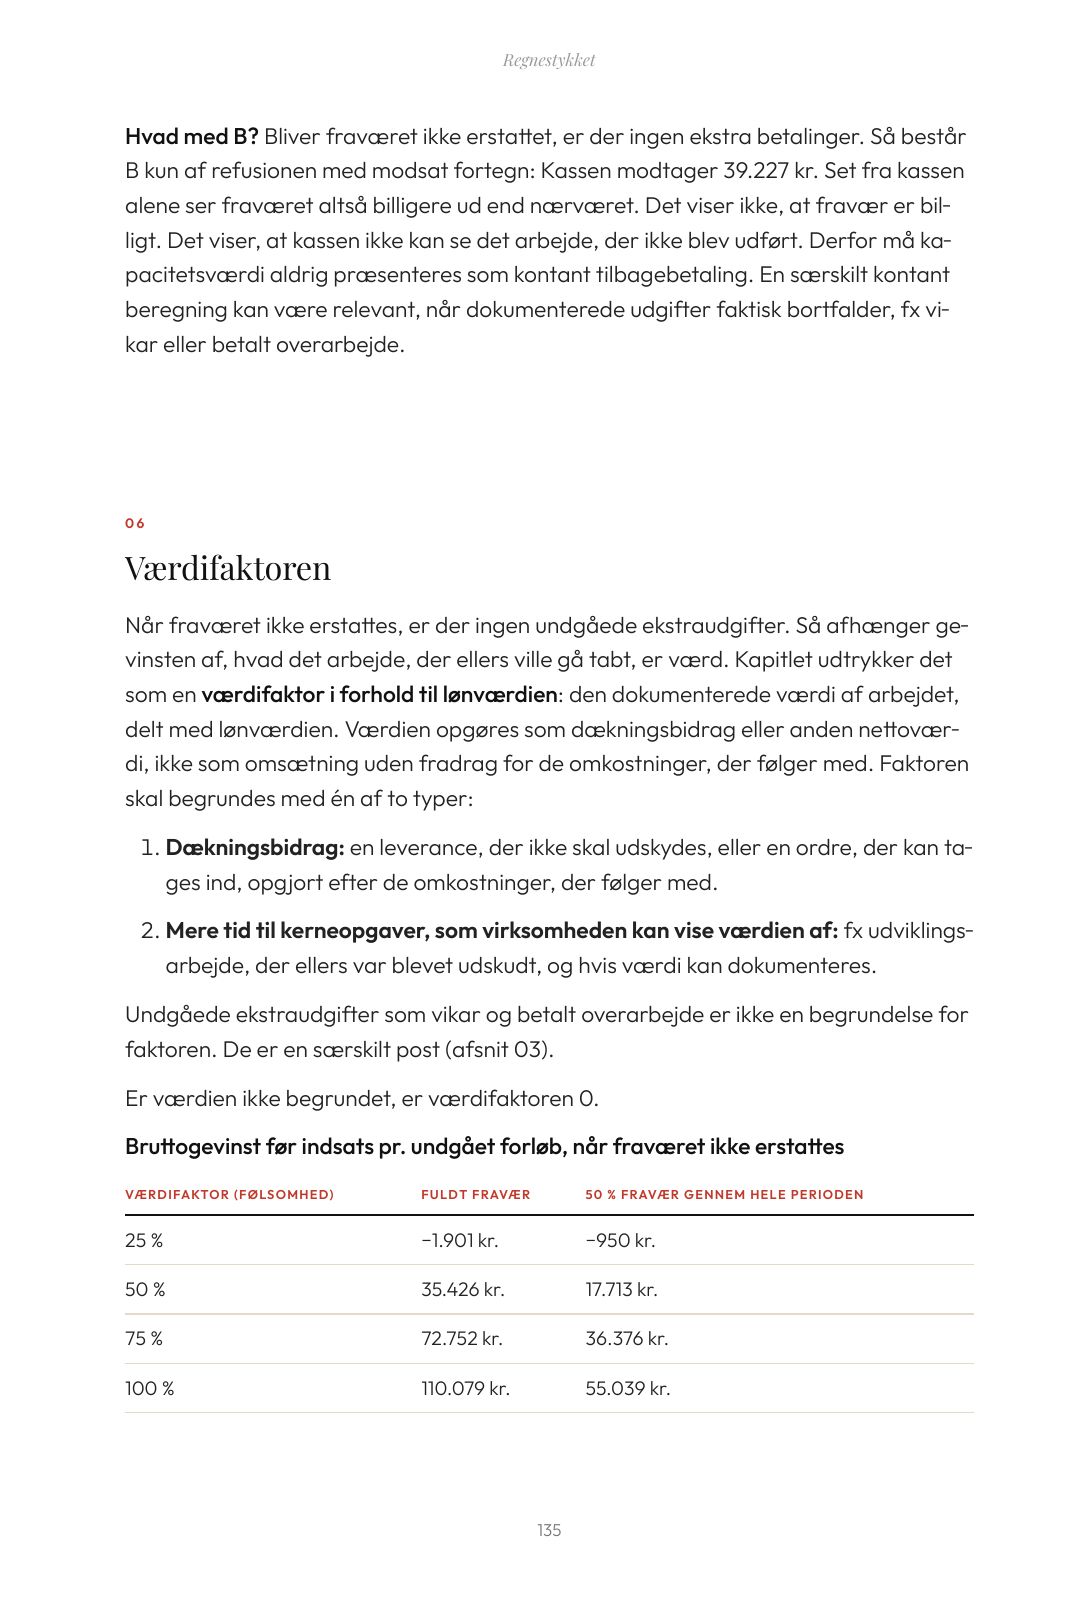 Regnestykket
Hvad med B? Bliver fraværet ikke erstattet, er der ingen ekstra betalinger. Så består
B kun af refusionen med modsat fortegn: Kassen modtager 39.227 kr. Set fra kassen
alene ser fraværet altså billigere ud end nærværet. Det viser ikke, at fravær er bil-
ligt. Det viser, at kassen ikke kan se det arbejde, der ikke blev udført. Derfor må ka-
pacitetsværdi aldrig præsenteres som kontant tilbagebetaling. En særskilt kontant
beregning kan være relevant, når dokumenterede udgifter faktisk bortfalder, fx vi-
kar eller betalt overarbejde.
06
Værdifaktoren
Når fraværet ikke erstattes, er der ingen undgåede ekstraudgifter. Så afhænger ge-
vinsten af, hvad det arbejde, der ellers ville gå tabt, er værd. Kapitlet udtrykker det
som en værdifaktor i forhold til lønværdien: den dokumenterede værdi af arbejdet,
delt med lønværdien. Værdien opgøres som dækningsbidrag eller anden nettovær-
di, ikke som omsætning uden fradrag for de omkostninger, der følger med. Faktoren
skal begrundes med én af to typer:
1. Dækningsbidrag: en leverance, der ikke skal udskydes, eller en ordre, der kan ta-
ges ind, opgjort efter de omkostninger, der følger med.
2. Mere tid til kerneopgaver, som virksomheden kan vise værdien af: fx udviklings-
arbejde, der ellers var blevet udskudt, og hvis værdi kan dokumenteres.
Undgåede ekstraudgifter som vikar og betalt overarbejde er ikke en begrundelse for
faktoren. De er en særskilt post (afsnit 03).
Er værdien ikke begrundet, er værdifaktoren 0.
Bruttogevinst før indsats pr. undgået forløb, når fraværet ikke erstattes
VÆRDIFAKTOR (FØLSOMHED) FULDT FRAVÆR 50 % FRAVÆR GENNEM HELE PERIODEN
25 % −1.901 kr. −950 kr.
50 % 35.426 kr. 17.713 kr.
75 % 72.752 kr. 36.376 kr.
100 % 110.079 kr. 55.039 kr.
135